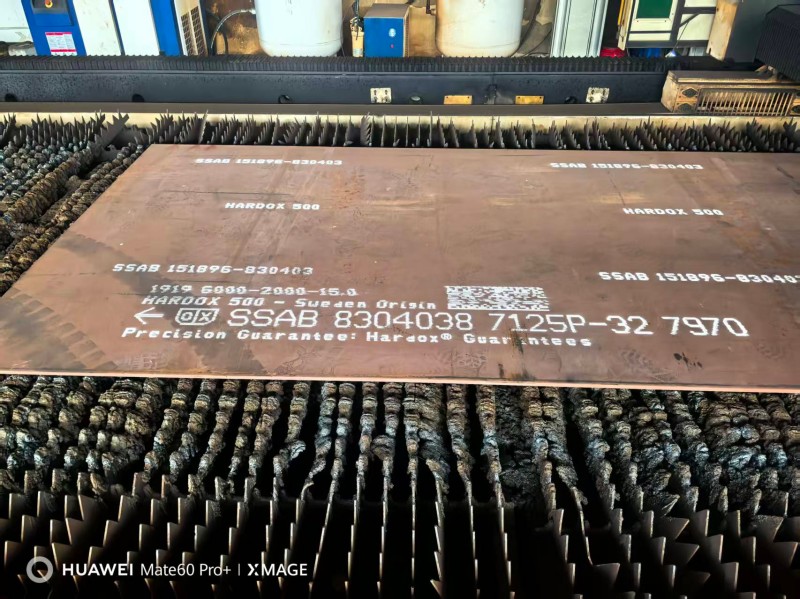 SSAB 151896-830403
SSAB 151896-830403
HARDOX 500
HARDOX 500
SSAB 151896-830403
SSAB 151896-830403
1919 6000-2000-15.0
HARDOX 500 - Sweden Origin
← OX SSAB 8304038 7125P-32 7970
Precision Guarantee: Hardox® Guarantees
HUAWEI Mate60 Pro+ | XMAGE